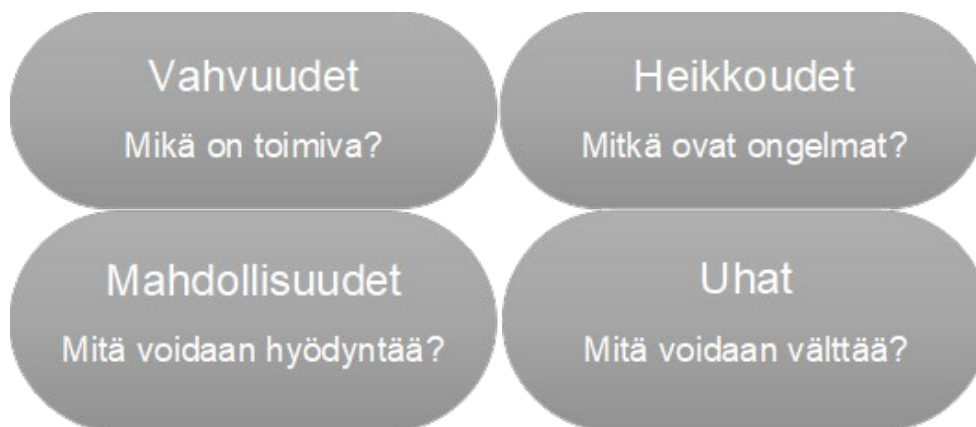 Vahvuudet
Mikä on toimiva?
Heikkoudet
Mitkä ovat ongelmat?
Mahdollisuudet
Mitä voidaan hyödyntää?
Uhat
Mitä voidaan välttää?